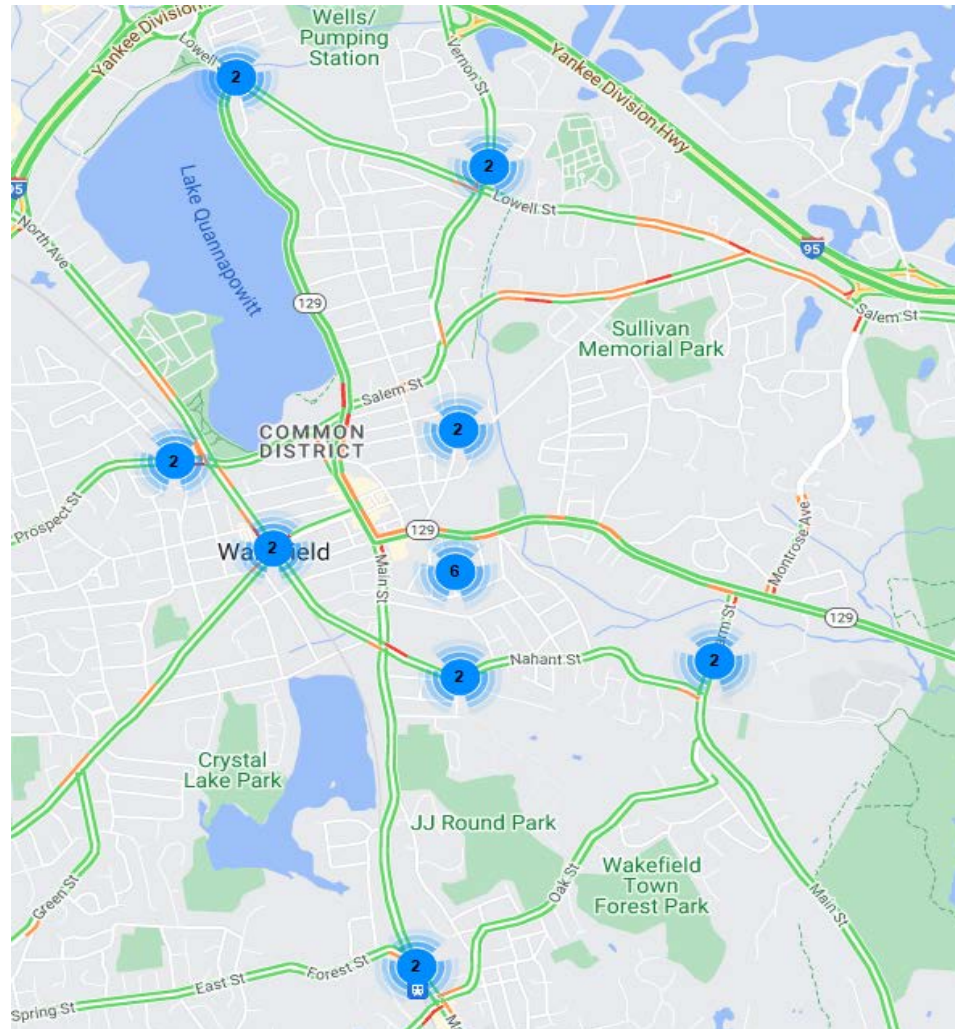 Wells/
Pumping
Station
Yankee Division
Lowell
2
Vernon St
Yankee Division Hwy
2
95
Lake Quannapowitt
Lowell St
North Ave
95
129
Salem St
Sullivan
Memorial Park
Salem St
COMMON
DISTRICT
2
2
Prospect St
129
Montrose Ave
2
Main St
6
129
2
Nahant St
2
Crystal
Lake Park
JJ Round Park
Wakefield
Town
Forest Park
Oak St
Main St
Green St
2
Forest St
East St
Spring St